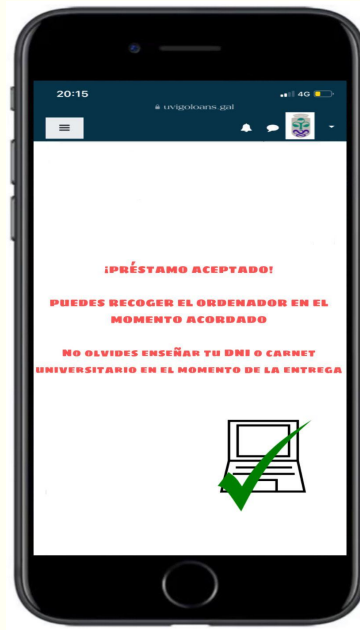 20:15
4G
uvigoloans.gal
¡PRÉSTAMO ACEPTADO!
PUEDES RECOGER EL ORDENADOR EN EL
MOMENTO ACORDADO
NO OLVIDES ENSEÑAR TU DNI O CARNET
UNIVERSITARIO EN EL MOMENTO DE LA ENTREGA